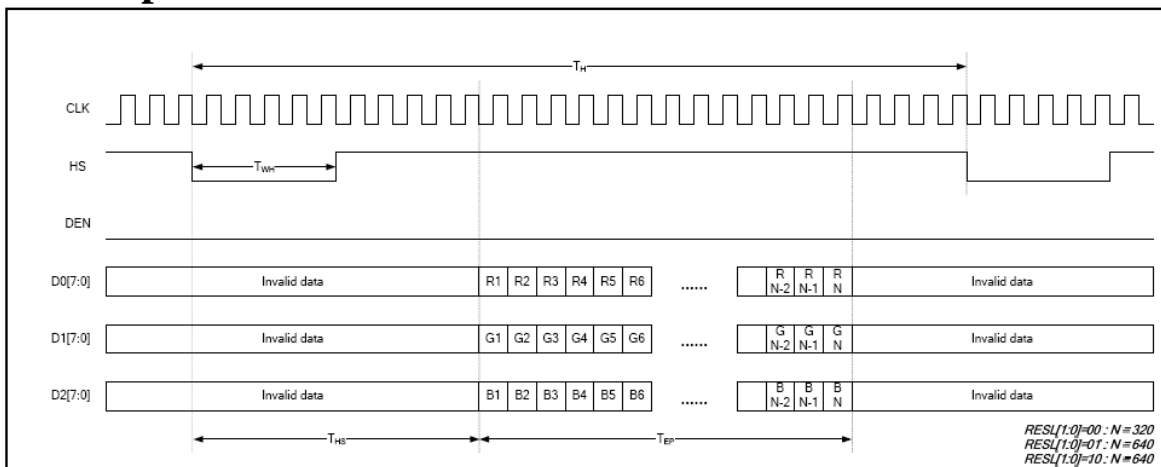 TH
CLK
TWH
HS
DEN
D0[7:0] Invalid data R1 R2 R3 R4 R5 R6 ...... R N-2 R N-1 R N Invalid data
D1[7:0] Invalid data G1 G2 G3 G4 G5 G6 ...... G N-2 G N-1 G N Invalid data
D2[7:0] Invalid data B1 B2 B3 B4 B5 B6 ...... B N-2 B N-1 B N Invalid data
THS TEP
RESL[1:0]=00 : N = 320
RESL[1:0]=01 : N = 640
RESL[1:0]=10 : N = 640